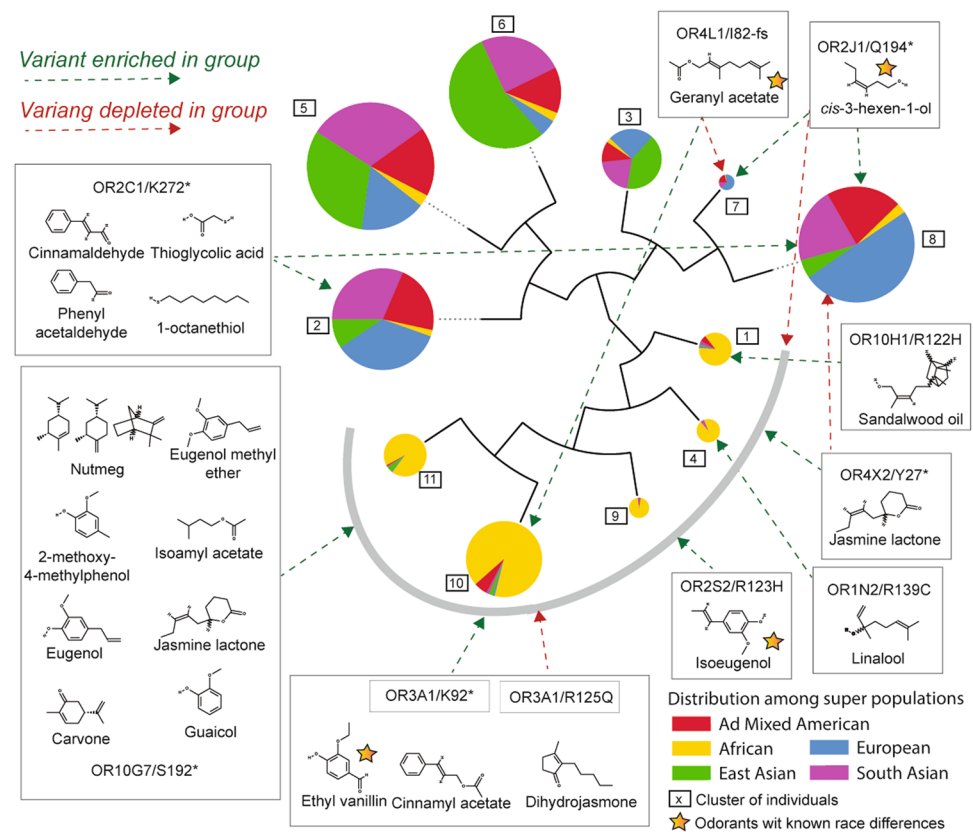 Variant enriched in group
Variang depleted in group
6
5
3
OR4L1/I82-fs
Geranyl acetate
OR2J1/Q194*
cis-3-hexen-1-ol
7
8
OR2C1/K272*
Cinnamaldehyde
Thioglycolic acid
Phenyl
acetaldehyde
1-octanethiol
2
1
OR10H1/R122H
Sandalwood oil
Nutmeg
Eugenol methyl
ether
2-methoxy-
4-methylphenol
Isoamyl acetate
Eugenol
Jasmine lactone
Carvone
Guaicol
OR10G7/S192*
11
4
9
10
OR4X2/Y27*
Jasmine lactone
OR2S2/R123H
Isoeugenol
OR1N2/R139C
Linalool
OR3A1/K92*
OR3A1/R125Q
Ethyl vanillin
Cinnamyl acetate
Dihydrojasmone
Distribution among super populations
Ad Mixed American
African
European
East Asian
South Asian
x Cluster of individuals
Odorants wit known race differences